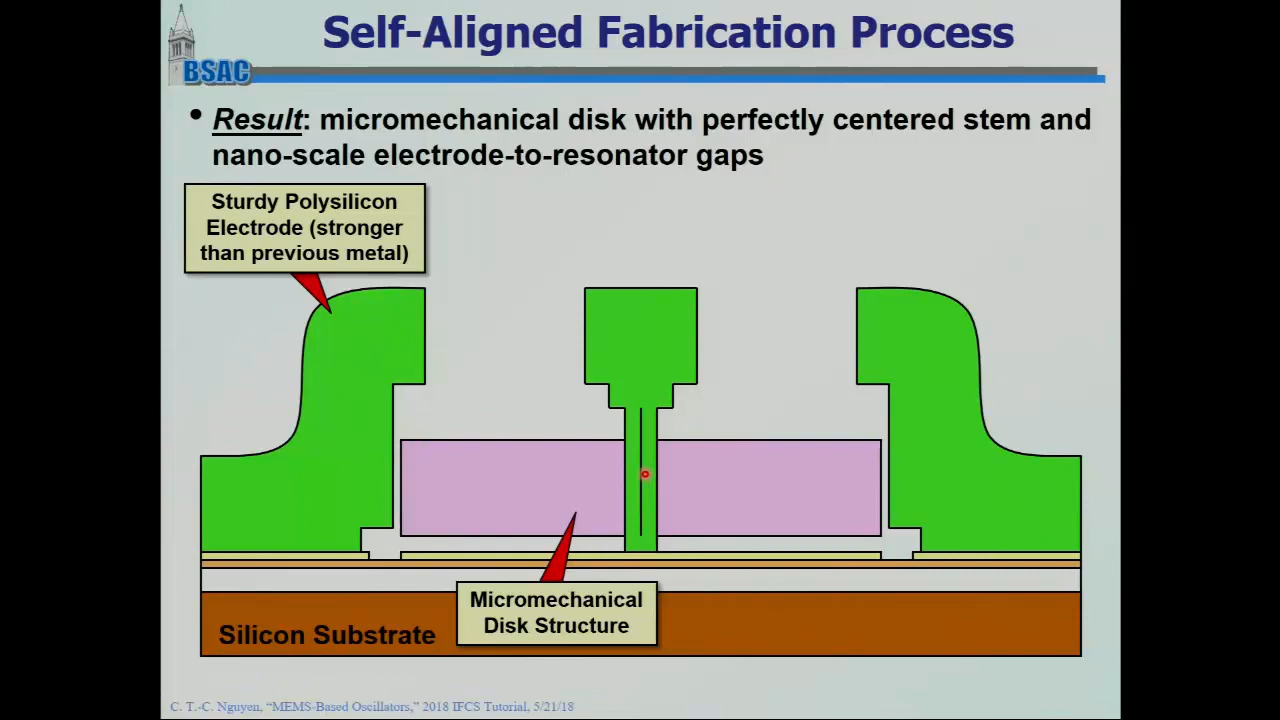 Self-Aligned Fabrication Process
BSAC
• Result: micromechanical disk with perfectly centered stem and
nano-scale electrode-to-resonator gaps
Sturdy Polysilicon
Electrode (stronger
than previous metal)
Micromechanical
Disk Structure
Silicon Substrate
C. T.-C. Nguyen, “MEMS-Based Oscillators,” 2018 IFCS Tutorial, 5/21/18